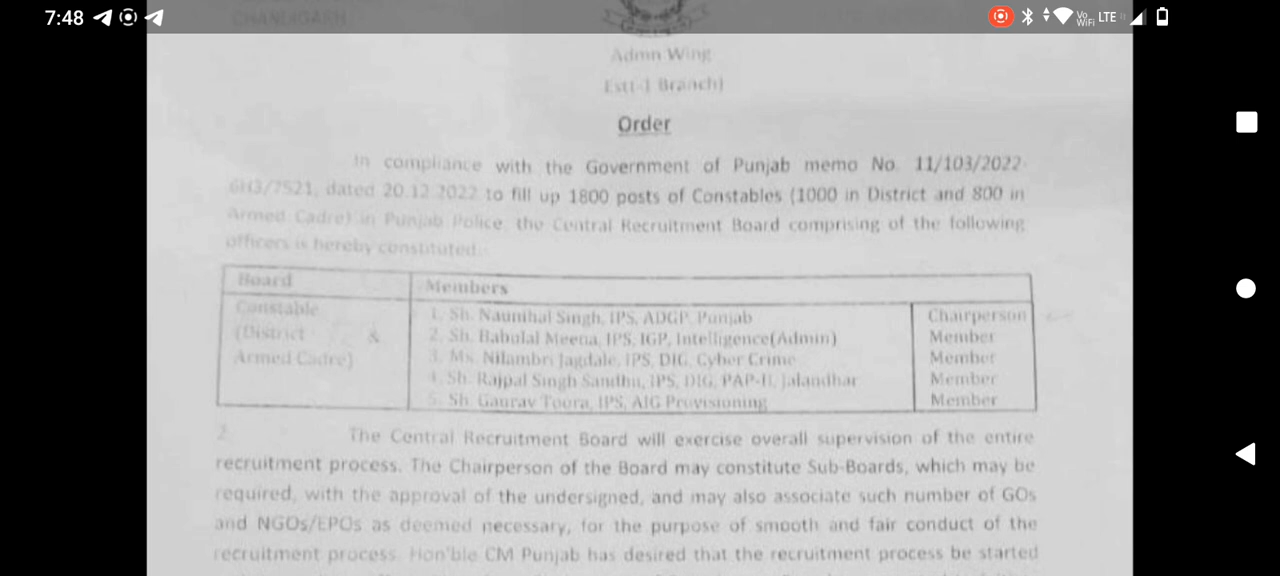 7:48
Vo WiFi LTE
CHANDIGARH
Admn Wing
Estt-I Branch)
Order
In compliance with the Government of Punjab memo No. 11/103/2022-
6H3/7521, dated 20.12.2022 to fill up 1800 posts of Constables (1000 in District and 800 in
Armed Cadre) in Punjab Police, the Central Recruitment Board comprising of the following
officers is hereby constituted:-
Board Members
Constable (District & Armed Cadre)
1. Sh. Naunihal Singh, IPS, ADGP, Punjab Chairperson
2. Sh. Babulal Meena, IPS, IGP, Intelligence(Admin) Member
3. Ms. Nilambri Jagdale, IPS, DIG, Cyber Crime Member
4. Sh. Rajpal Singh Sandhu, IPS, DIG, PAP-II, Jalandhar Member
5. Sh. Gaurav Toora, IPS, AIG Provisioning Member
2. The Central Recruitment Board will exercise overall supervision of the entire
recruitment process. The Chairperson of the Board may constitute Sub-Boards, which may be
required, with the approval of the undersigned, and may also associate such number of GOs
and NGOs/EPOs as deemed necessary, for the purpose of smooth and fair conduct of the
recruitment process. Hon'ble CM Punjab has desired that the recruitment process be started